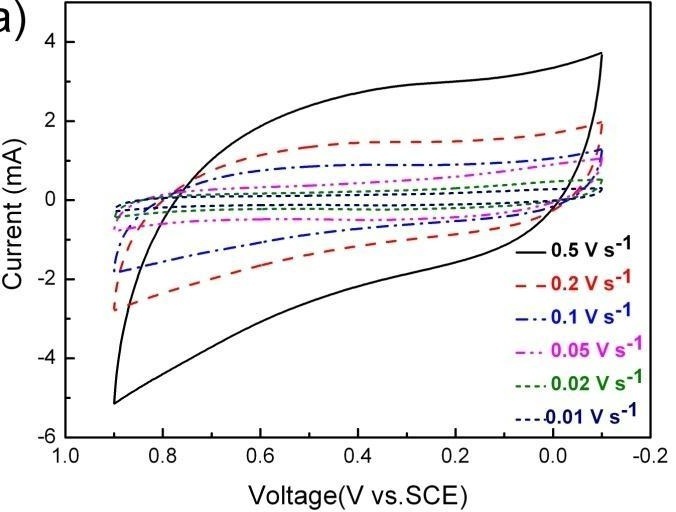 a)
4
2
0
-2
-4
-6
Current (mA)
0.5 V s-1
0.2 V s-1
0.1 V s-1
0.05 V s-1
0.02 V s-1
0.01 V s-1
1.0 0.8 0.6 0.4 0.2 0.0 -0.2
Voltage(V vs.SCE)